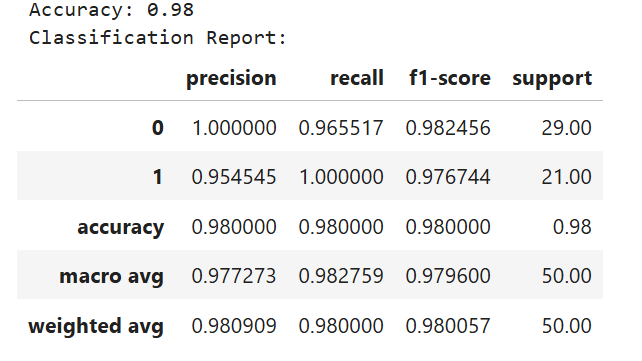 Accuracy: 0.98
Classification Report:
precision recall f1-score support
0 1.000000 0.965517 0.982456 29.00
1 0.954545 1.000000 0.976744 21.00
accuracy 0.980000 0.980000 0.980000 0.98
macro avg 0.977273 0.982759 0.979600 50.00
weighted avg 0.980909 0.980000 0.980057 50.00